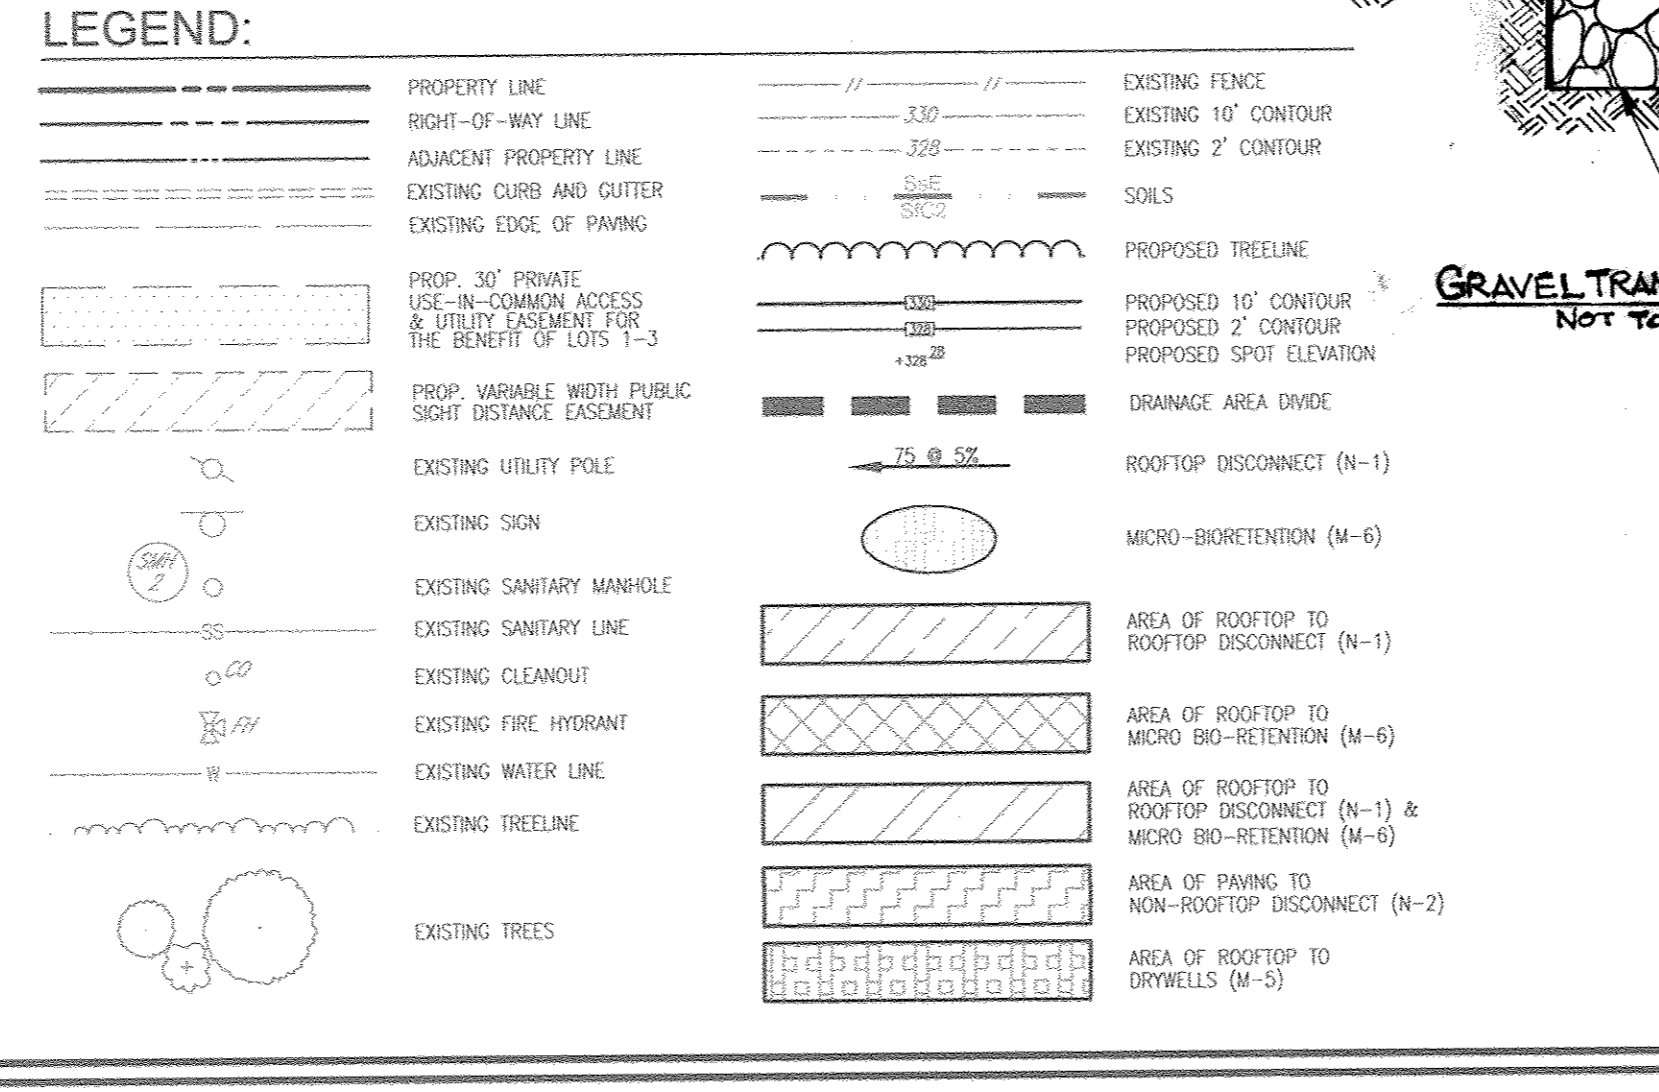 LEGEND:
PROPERTY LINE
RIGHT-OF-WAY LINE
ADJACENT PROPERTY LINE
EXISTING CURB AND GUTTER
EXISTING EDGE OF PAVING
PROP. 30' PRIVATE
USE-IN-COMMON ACCESS
& UTILITY EASEMENT FOR
THE BENEFIT OF LOTS 1-3
PROP. VARIABLE WIDTH PUBLIC
SIGHT DISTANCE EASEMENT
EXISTING UTILITY POLE
EXISTING SIGN
SMH
2
EXISTING SANITARY MANHOLE
SS
EXISTING SANITARY LINE
CO
EXISTING CLEANOUT
FH
EXISTING FIRE HYDRANT
W
EXISTING WATER LINE
EXISTING TREELINE
EXISTING TREES
// //
EXISTING FENCE
330
EXISTING 10' CONTOUR
328
EXISTING 2' CONTOUR
SsE
SfC2
SOILS
PROPOSED TREELINE
330
PROPOSED 10' CONTOUR
328
PROPOSED 2' CONTOUR
+328 28
PROPOSED SPOT ELEVATION
DRAINAGE AREA DIVIDE
75 @ 5%
ROOFTOP DISCONNECT (N-1)
MICRO-BIORETENTION (M-6)
AREA OF ROOFTOP TO
ROOFTOP DISCONNECT (N-1)
AREA OF ROOFTOP TO
MICRO BIO-RETENTION (M-6)
AREA OF ROOFTOP TO
ROOFTOP DISCONNECT (N-1) &
MICRO BIO-RETENTION (M-6)
AREA OF PAVING TO
NON-ROOFTOP DISCONNECT (N-2)
AREA OF ROOFTOP TO
DRYWELLS (M-5)
GRAVEL
NOT TO